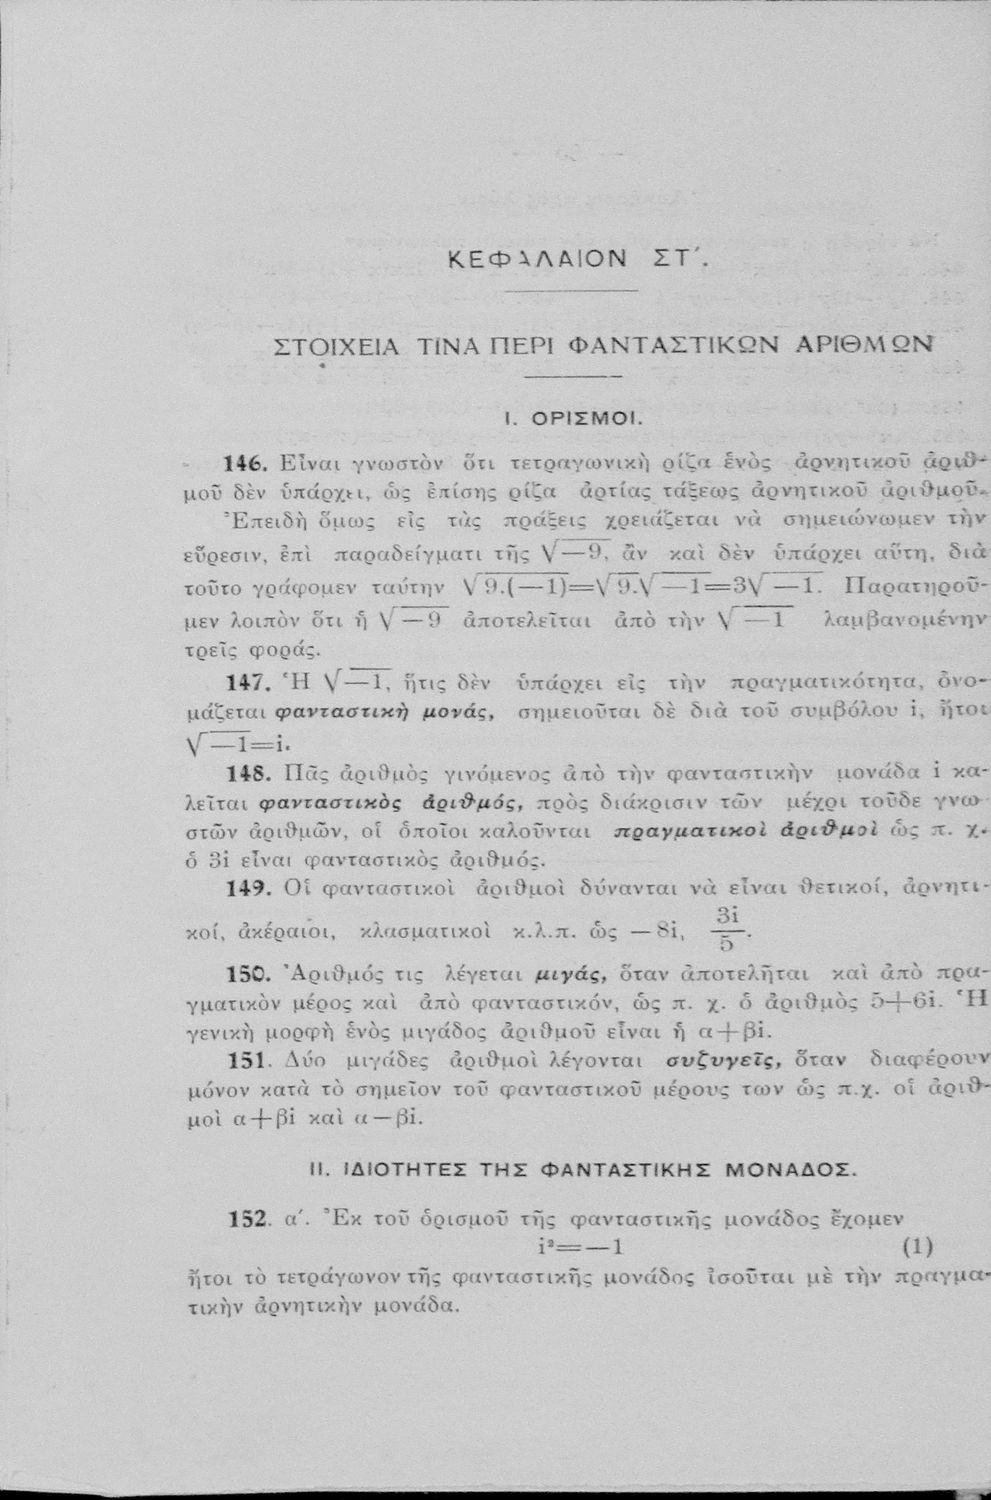 ΚΕΦΑΛΑΙΟΝ ΣΤ΄.
ΣΤΟΙΧΕΙΑ ΤΙΝΑ ΠΕΡΙ ΦΑΝΤΑΣΤΙΚΩΝ ΑΡΙΘΜΩΝ
Ι. ΟΡΙΣΜΟΙ.
146. Εἶναι γνωστὸν ὅτι τετραγωνικὴ ρίζα ἑνὸς ἀρνητικοῦ ἀριθ-
μοῦ δὲν ὑπάρχει, ὡς ἐπίσης ρίζα ἀρτίας τάξεως ἀρνητικοῦ ἀριθμοῦ.
Ἐπειδὴ ὅμως εἰς τὰς πράξεις χρειάζεται νὰ σημειώνωμεν τὴν
εὕρεσιν, ἐπὶ παραδείγματι τῆς √—9, ἂν καὶ δὲν ὑπάρχει αὕτη, διὰ
τοῦτο γράφομεν ταύτην √9.(—1)=√9.√—1=3√—1. Παρατηροῦ-
μεν λοιπὸν ὅτι ἡ √—9 ἀποτελεῖται ἀπὸ τὴν √—1 λαμβανομένην
τρεῖς φοράς.
147. Ἡ √—1, ἥτις δὲν ὑπάρχει εἰς τὴν πραγματικότητα, ὀνο-
μάζεται φανταστικὴ μονάς, σημειοῦται δὲ διὰ τοῦ συμβόλου i, ἤτοι
√—1=i.
148. Πᾶς ἀριθμὸς γινόμενος ἀπὸ τὴν φανταστικὴν μονάδα i κα-
λεῖται φανταστικὸς ἀριθμός, πρὸς διάκρισιν τῶν μέχρι τοῦδε γνω-
στῶν ἀριθμῶν, οἱ ὁποῖοι καλοῦνται πραγματικοὶ ἀριθμοὶ ὡς π. χ.
ὁ 3i εἶναι φανταστικὸς ἀριθμός.
149. Οἱ φανταστικοὶ ἀριθμοὶ δύνανται νὰ εἶναι θετικοί, ἀρνητι-
κοί, ἀκέραιοι, κλασματικοὶ κ.λ.π. ὡς —8i, 3i/5.
150. Ἀριθμός τις λέγεται μιγάς, ὅταν ἀποτελῆται καὶ ἀπὸ πρα-
γματικὸν μέρος καὶ ἀπὸ φανταστικόν, ὡς π. χ. ὁ ἀριθμὸς 5+6i. Ἡ
γενικὴ μορφὴ ἑνὸς μιγάδος ἀριθμοῦ εἶναι ἡ α+βi.
151. Δύο μιγάδες ἀριθμοὶ λέγονται συζυγεῖς, ὅταν διαφέρουν
μόνον κατὰ τὸ σημεῖον τοῦ φανταστικοῦ μέρους των ὡς π.χ. οἱ ἀριθ-
μοὶ α+βi καὶ α—βi.
ΙΙ. ΙΔΙΟΤΗΤΕΣ ΤΗΣ ΦΑΝΤΑΣΤΙΚΗΣ ΜΟΝΑΔΟΣ.
152. α΄. Ἐκ τοῦ ὁρισμοῦ τῆς φανταστικῆς μονάδος ἔχομεν
i²=—1 (1)
ἤτοι τὸ τετράγωνον τῆς φανταστικῆς μονάδος ἰσοῦται μὲ τὴν πραγμα-
τικὴν ἀρνητικὴν μονάδα.